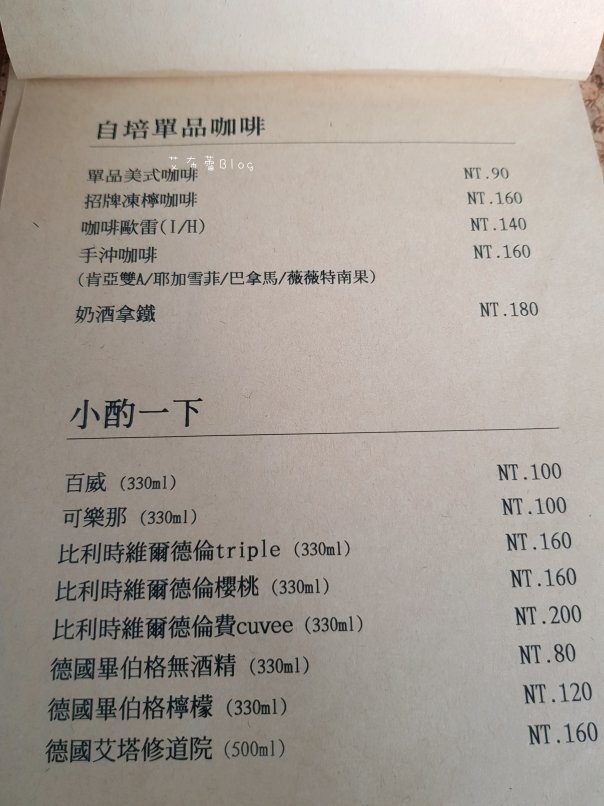 自培單品咖啡
艾布蕾Blog
單品美式咖啡 NT.90
招牌凍檸咖啡 NT.160
咖啡歐雷(I/H) NT.140
手沖咖啡 NT.160
(肯亞雙A/耶加雪菲/巴拿馬/薇薇特南果)
奶酒拿鐵 NT.180
小酌一下
百威 (330ml) NT.100
可樂那 (330ml) NT.100
比利時維爾德倫triple (330ml) NT.160
比利時維爾德倫櫻桃 (330ml) NT.160
比利時維爾德倫費cuvee (330ml) NT.200
德國畢伯格無酒精 (330ml) NT.80
德國畢伯格檸檬 (330ml) NT.120
德國艾塔修道院 (500ml) NT.160